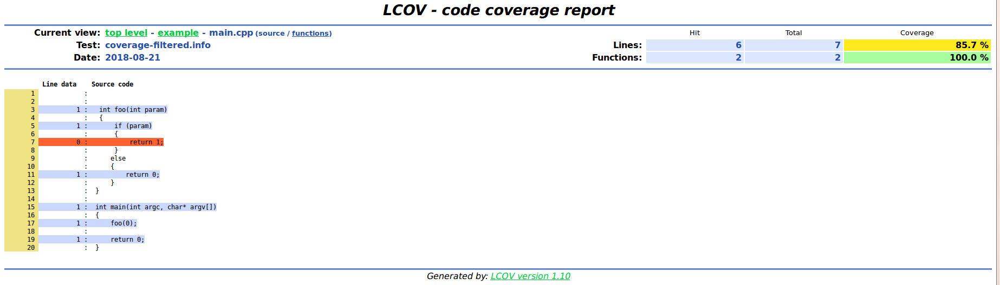 LCOV - code coverage report
Current view: top level - example - main.cpp (source / functions) Hit Total Coverage
Test: coverage-filtered.info Lines: 6 7 85.7 %
Date: 2018-08-21 Functions: 2 2 100.0 %
Line data Source code
1 :
2 :
3 1 : int foo(int param)
4 : {
5 1 : if (param)
6 : {
7 0 : return 1;
8 : }
9 : else
10 : {
11 1 : return 0;
12 : }
13 : }
14 :
15 1 : int main(int argc, char* argv[])
16 : {
17 1 : foo(0);
18 :
19 1 : return 0;
20 : }
Generated by: LCOV version 1.10